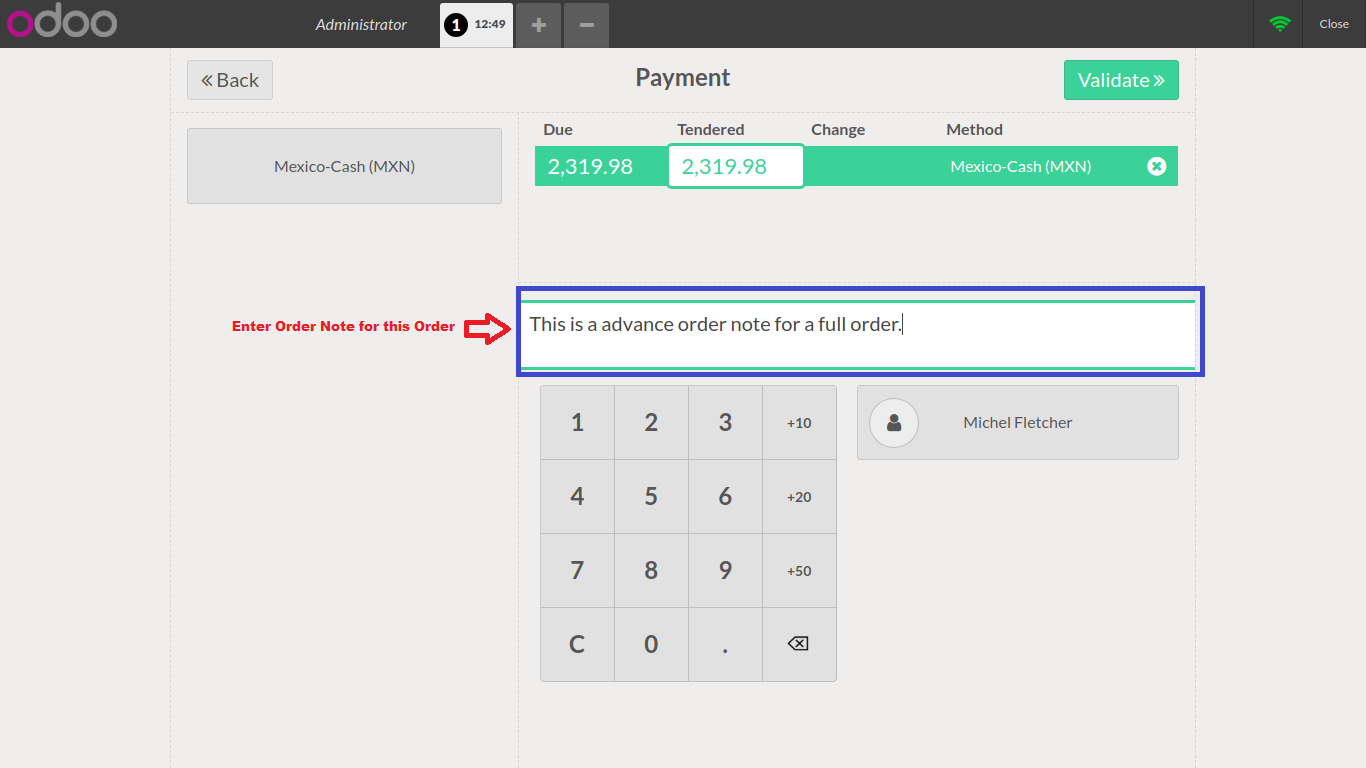 odoo
Administrator
1 12:49
Close
Back
Payment
Validate
Due Tendered Change Method
Mexico-Cash (MXN)
2,319.98 2,319.98 Mexico-Cash (MXN)
Enter Order Note for this Order
This is a advance order note for a full order.
1 2 3 +10
Michel Fletcher
4 5 6 +20
7 8 9 +50
C 0 .